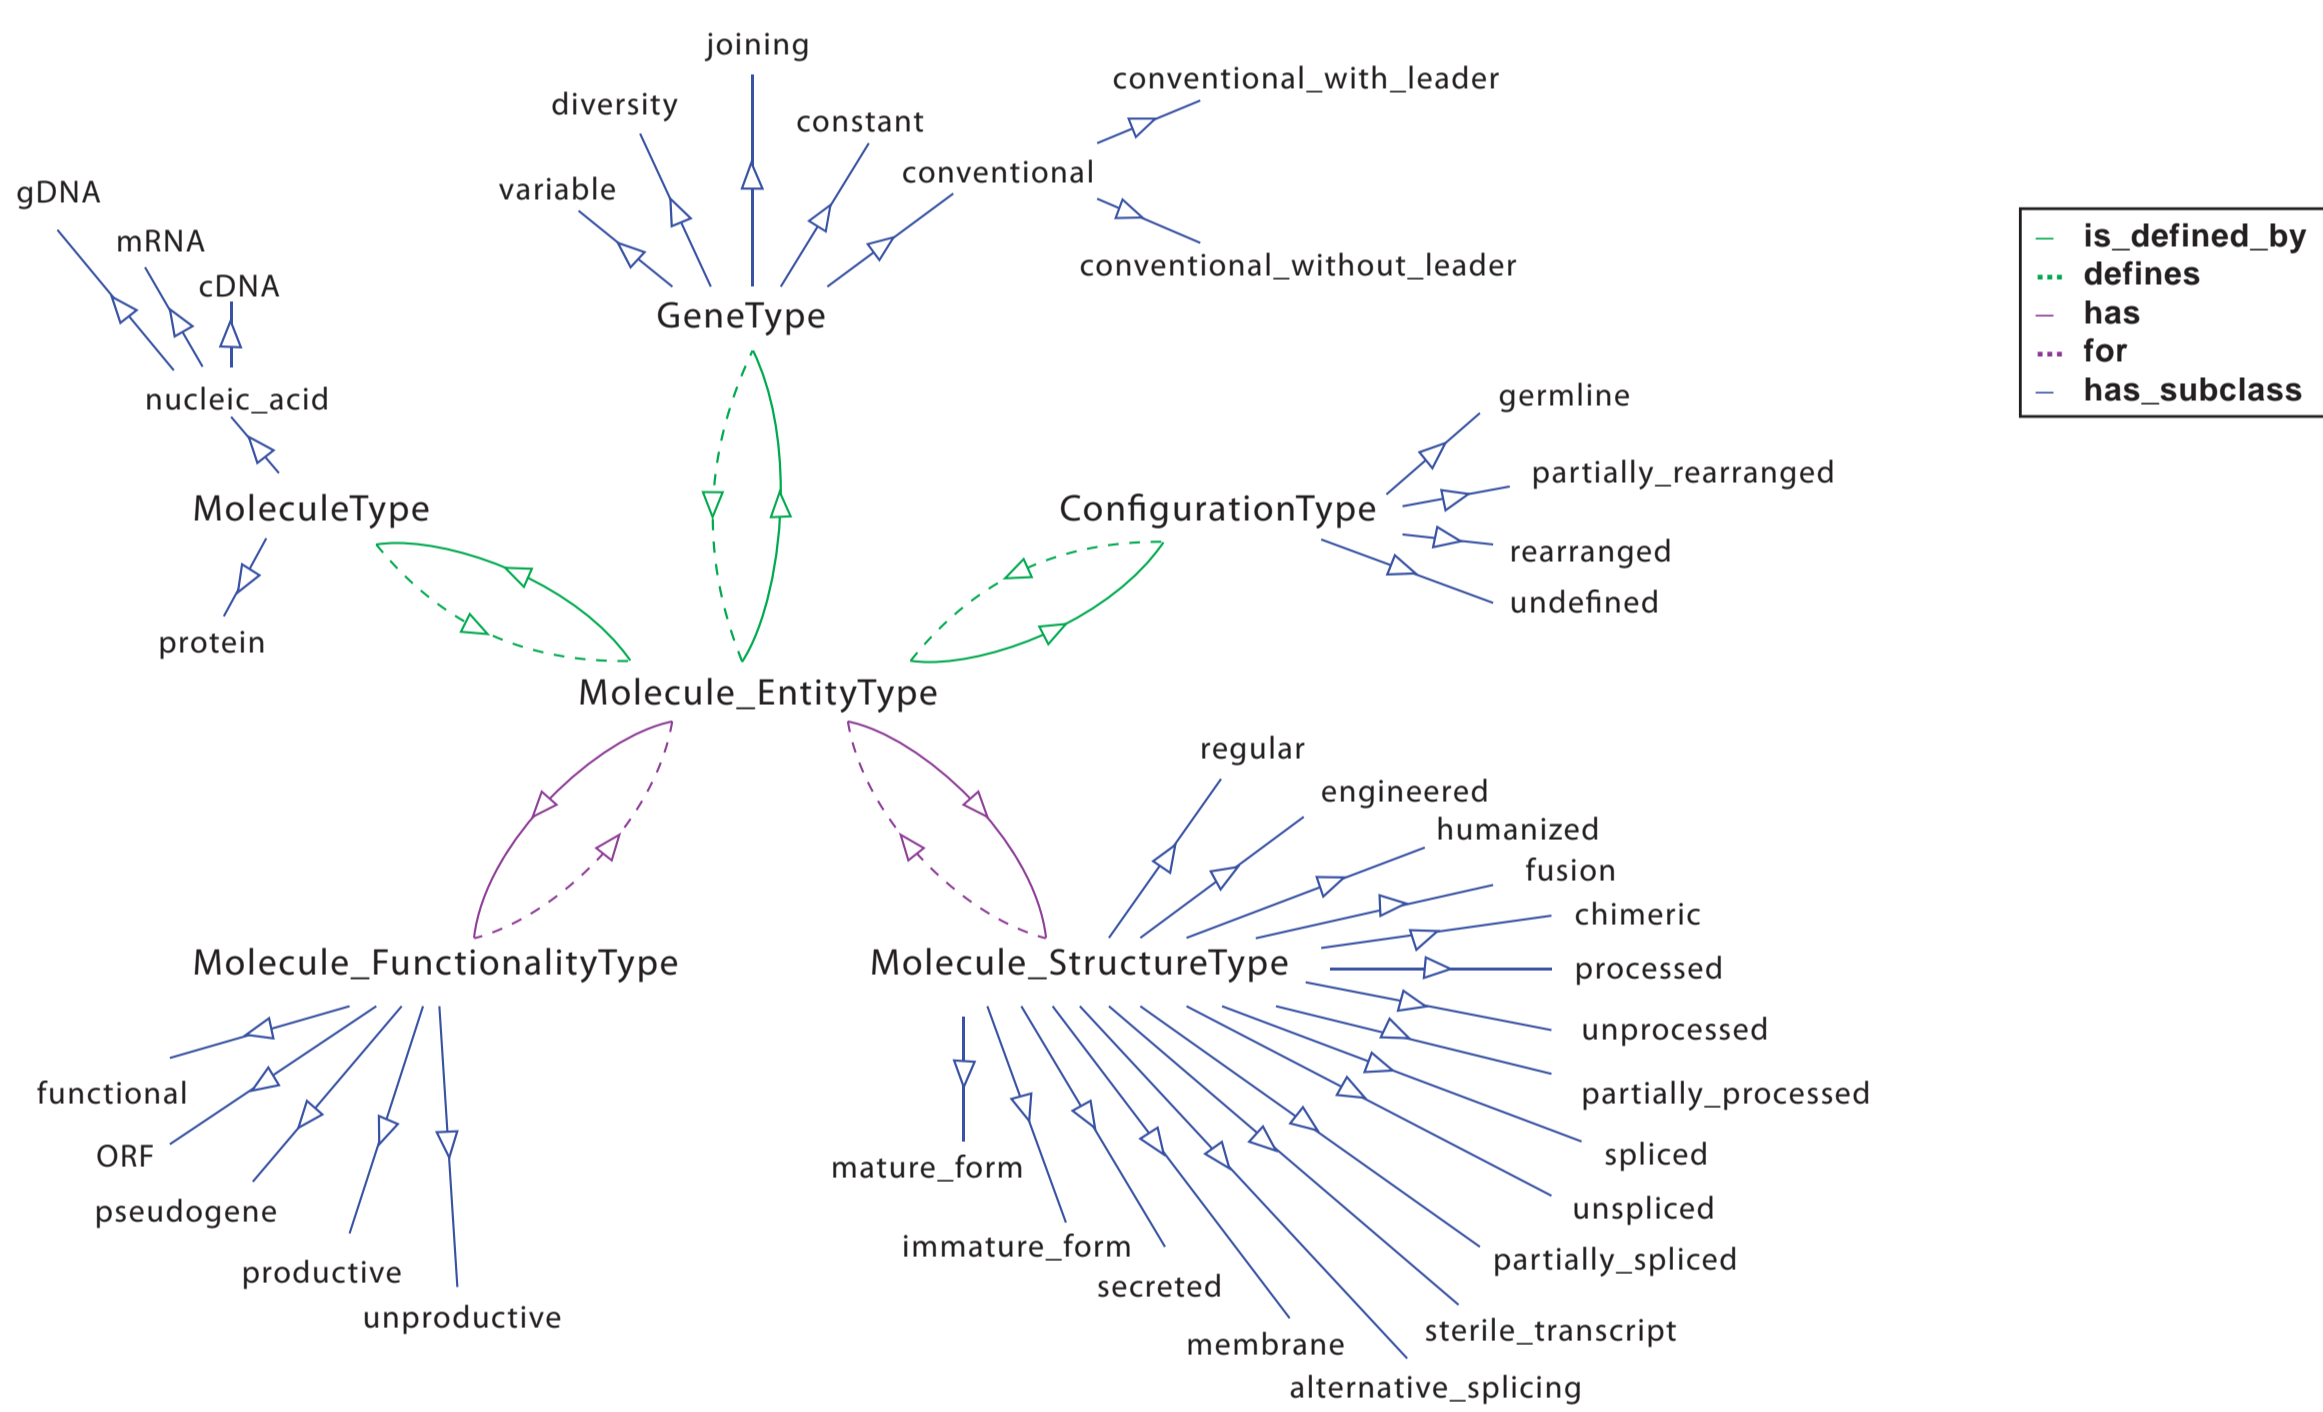 joining
conventional_with_leader
diversity
constant
conventional
variable
gDNA
mRNA
cDNA
conventional_without_leader
GeneType
nucleic_acid
is_defined_by
defines
has
for
has_subclass
germline
partially_rearranged
MoleculeType
ConfigurationType
rearranged
undefined
protein
Molecule_EntityType
regular
engineered
humanized
fusion
chimeric
Molecule_FunctionalityType
Molecule_StructureType
processed
unprocessed
functional
partially_processed
ORF
spliced
mature_form
pseudogene
unspliced
immature_form
partially_spliced
productive
secreted
unproductive
sterile_transcript
membrane
alternative_splicing